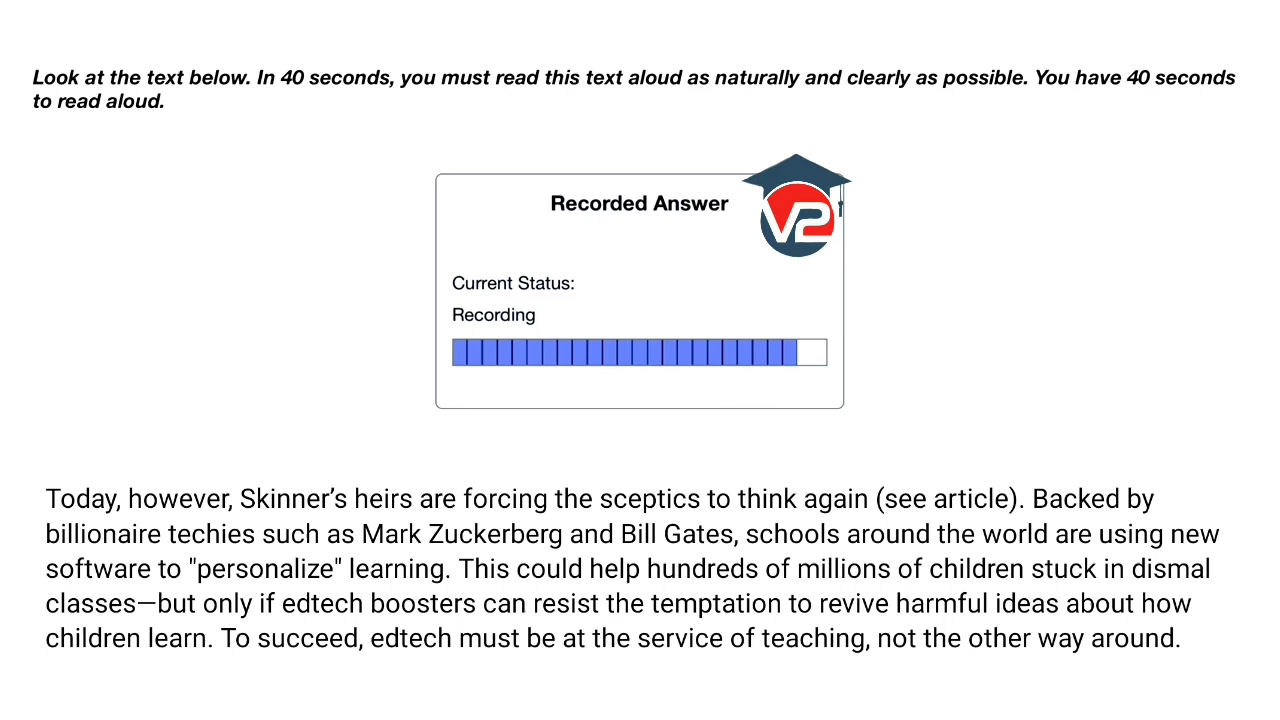 Look at the text below. In 40 seconds, you must read this text aloud as naturally and clearly as possible. You have 40 seconds
to read aloud.
Recorded Answer
V2
Current Status:
Recording
Today, however, Skinner’s heirs are forcing the sceptics to think again (see article). Backed by
billionaire techies such as Mark Zuckerberg and Bill Gates, schools around the world are using new
software to "personalize" learning. This could help hundreds of millions of children stuck in dismal
classes—but only if edtech boosters can resist the temptation to revive harmful ideas about how
children learn. To succeed, edtech must be at the service of teaching, not the other way around.